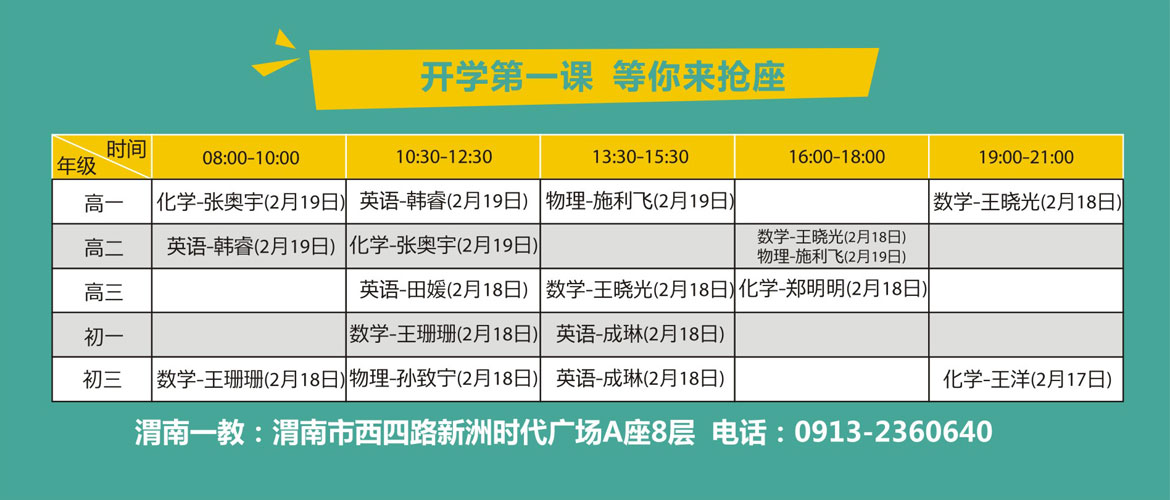 开学第一课 等你来抢座
时间
年级
08:00-10:00 10:30-12:30 13:30-15:30 16:00-18:00 19:00-21:00
高一 化学-张奥宇(2月19日) 英语-韩睿(2月19日) 物理-施利飞(2月19日) 数学-王晓光(2月18日)
高二 英语-韩睿(2月19日) 化学-张奥宇(2月19日) 数学-王晓光(2月18日)
物理-施利飞(2月19日)
高三 英语-田媛(2月18日) 数学-王晓光(2月18日) 化学-郑明明(2月18日)
初一 数学-王珊珊(2月18日) 英语-成琳(2月18日)
初三 数学-王珊珊(2月18日) 物理-孙致宁(2月18日) 英语-成琳(2月18日) 化学-王洋(2月17日)
渭南一教：渭南市西四路新洲时代广场A座8层 电话：0913-2360640